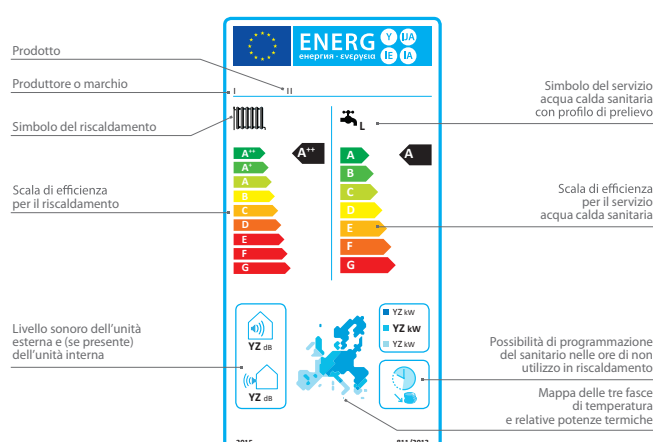 Prodotto
Produttore o marchio
Simbolo del riscaldamento
Scala di efficienza
per il riscaldamento
Livello sonoro dell'unità
esterna e (se presente)
dell'unità interna
ENERG
енергия · ενεργεια
Y
IJA
IE
IA
I
II
L
A++
A+
A
B
C
D
E
F
G
A++
A
B
C
D
E
F
G
A
YZ dB
YZ dB
YZ kW
YZ kW
YZ kW
2015
811/2013
Simbolo del servizio
acqua calda sanitaria
con profilo di prelievo
Scala di efficienza
per il servizio
acqua calda sanitaria
Possibilità di programmazione
del sanitario nelle ore di non
utilizzo in riscaldamento
Mappa delle tre fasce
di temperatura
e relative potenze termiche